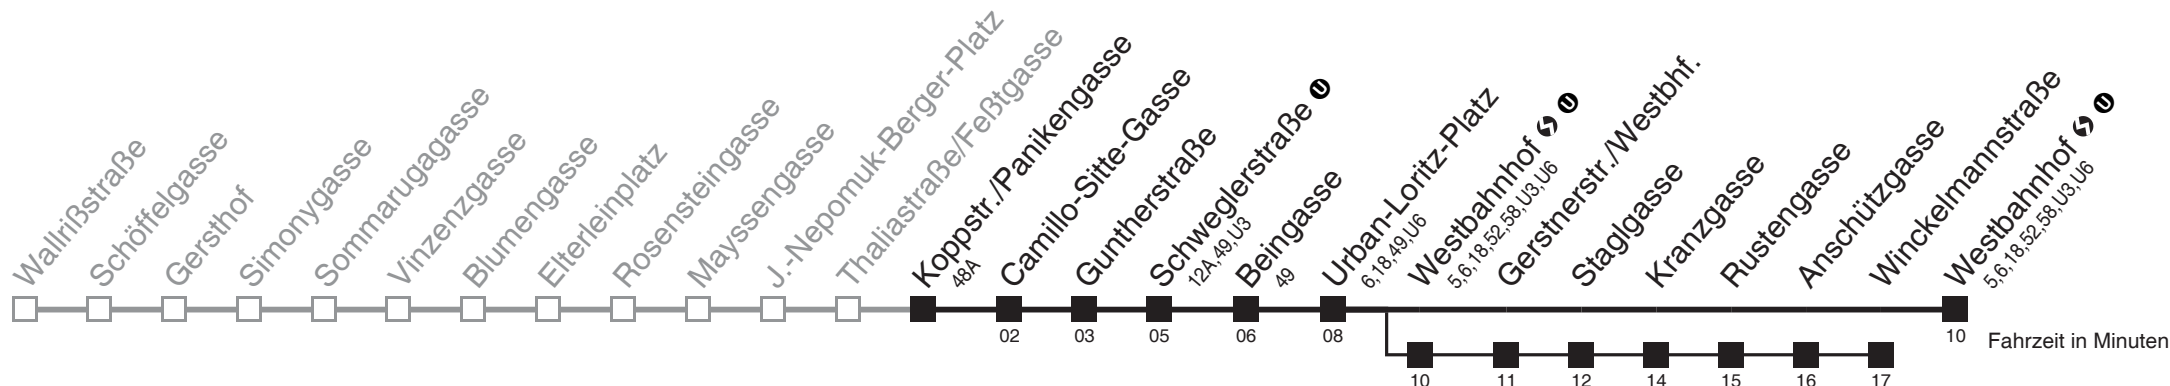 Wallrißstraße
Schöffelgasse
Gersthof
Simonygasse
Sommarugagasse
Vinzenzgasse
Blumengasse
Elterleinplatz
Rosensteingasse
Mayssengasse
J.-Nepomuk-Berger-Platz
Thaliastraße/Feßtgasse
Koppstr./Panikengasse
48A
Camillo-Sitte-Gasse
Guntherstraße
Schweglerstraße U
12A,49,U3
Beingasse
49
Urban-Loritz-Platz
6,18,49,U6
Westbahnhof U
5,6,18,52,58,U3,U6
Gerstnerstr./Westbhf.
Staglgasse
Kranzgasse
Rustengasse
Anschützgasse
Winckelmannstraße
Westbahnhof U
5,6,18,52,58,U3,U6
02 03 05 06 08 10 Fahrzeit in Minuten
10 11 12 14 15 16 17